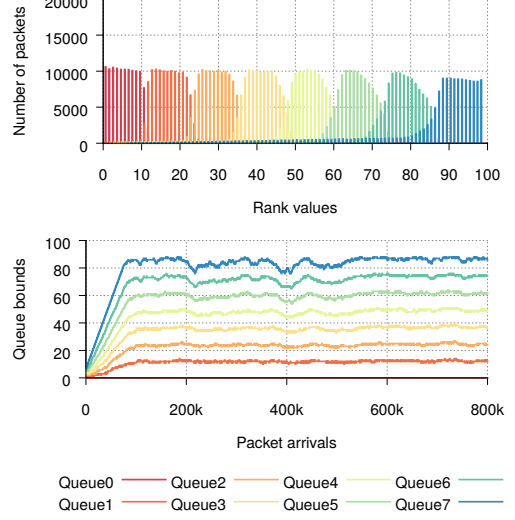 20000
15000
10000
5000
0
Number of packets
0 10 20 30 40 50 60 70 80 90 100
Rank values
100
80
60
40
20
0
Queue bounds
0 200k 400k 600k 800k
Packet arrivals
Queue0 Queue2 Queue4 Queue6
Queue1 Queue3 Queue5 Queue7